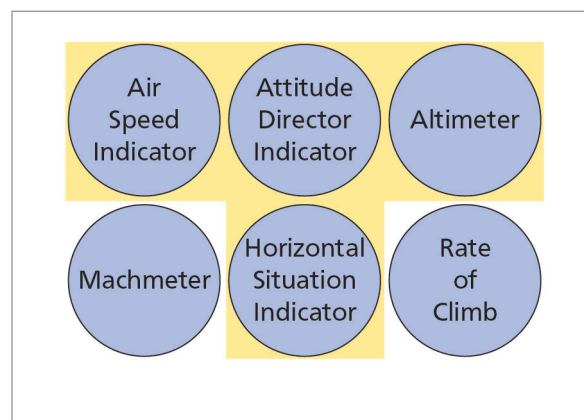 Air
Speed
Indicator
Attitude
Director
Indicator
Altimeter
Machmeter
Horizontal
Situation
Indicator
Rate
of
Climb